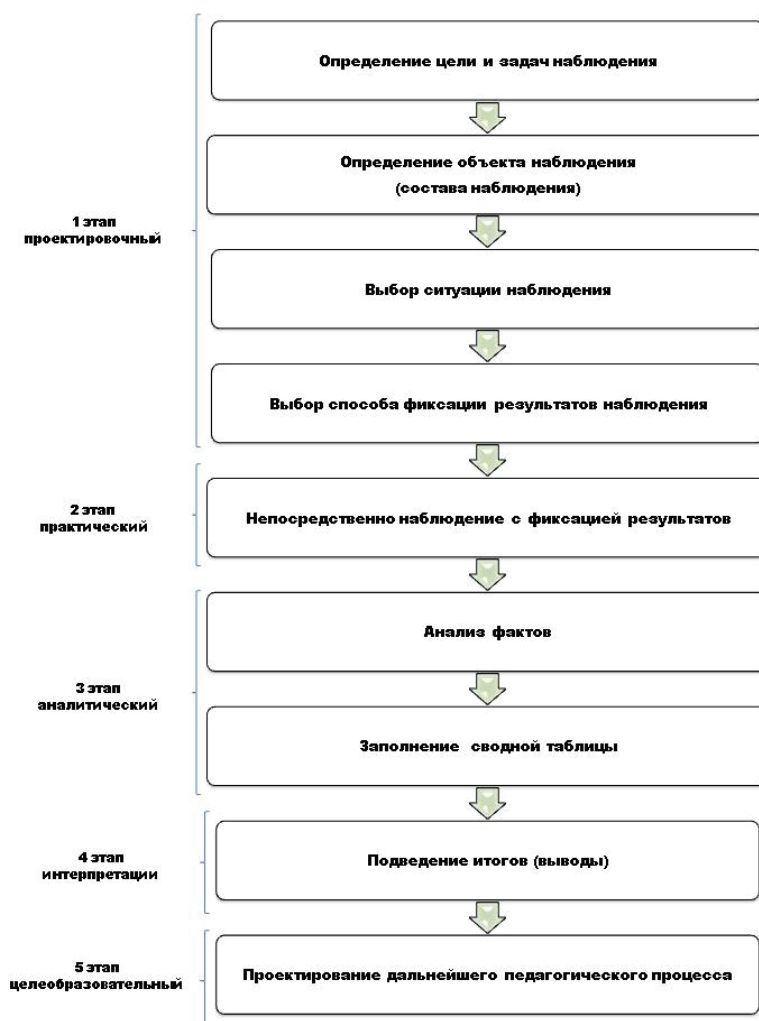 Определение цели и задач наблюдения
Определение объекта наблюдения
(состава наблюдения)
1 этап
проектировочный
Выбор ситуации наблюдения
Выбор способа фиксации результатов наблюдения
2 этап
практический
Непосредственно наблюдение с фиксацией результатов
Анализ фактов
3 этап
аналитический
Заполнение сводной таблицы
4 этап
интерпретации
Подведение итогов (выводы)
5 этап
целеобразовательный
Проектирование дальнейшего педагогического процесса